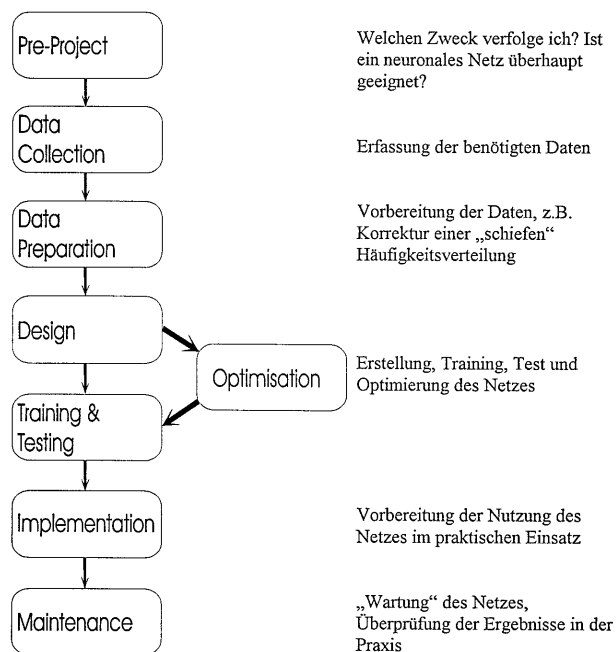 Pre-Project
Welchen Zweck verfolge ich? Ist
ein neuronales Netz überhaupt
geeignet?
Data
Collection
Erfassung der benötigten Daten
Data
Preparation
Vorbereitung der Daten, z.B.
Korrektur einer „schiefen“
Häufigkeitsverteilung
Design
Optimisation
Erstellung, Training, Test und
Optimierung des Netzes
Training &
Testing
Implementation
Vorbereitung der Nutzung des
Netzes im praktischen Einsatz
Maintenance
„Wartung“ des Netzes,
Überprüfung der Ergebnisse in der
Praxis